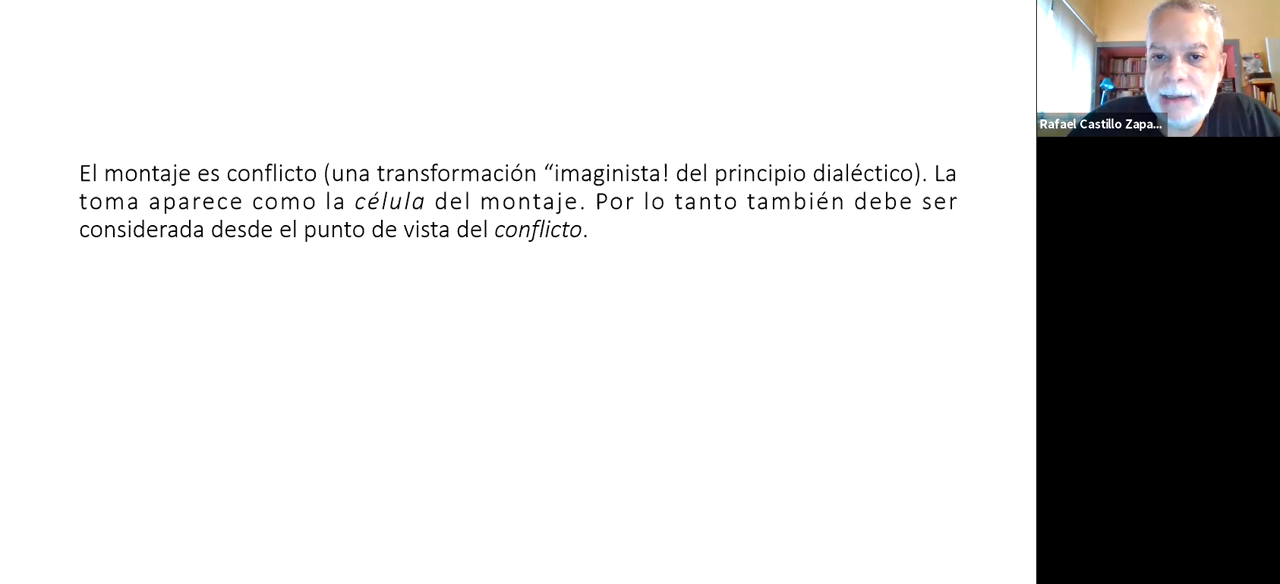 El montaje es conflicto (una transformación “imaginista! del principio dialéctico). La
toma aparece como la célula del montaje. Por lo tanto también debe ser
considerada desde el punto de vista del conflicto.
Rafael Castillo Zapa...